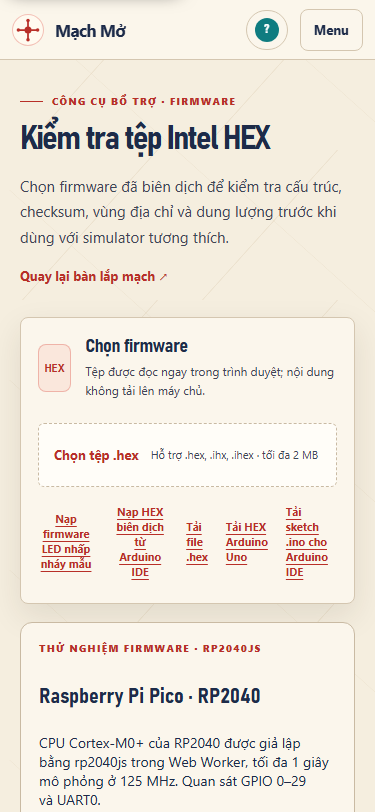 Mạch Mở
?
Menu
CÔNG CỤ BỔ TRỢ · FIRMWARE
Kiểm tra tệp Intel HEX
Chọn firmware đã biên dịch để kiểm tra cấu trúc,
checksum, vùng địa chỉ và dung lượng trước khi
dùng với simulator tương thích.
Quay lại bàn lắp mạch ↗
HEX
Chọn firmware
Tệp được đọc ngay trong trình duyệt; nội dung
không tải lên máy chủ.
Chọn tệp .hex Hỗ trợ .hex, .ihx, .ihex · tối đa 2 MB
Nạp
firmware
LED nhấp
nháy mẫu
Nạp HEX
biên dịch
từ
Arduino
IDE
Tải
file
.hex
Tải HEX
Arduino
Uno
Tải
sketch
.ino cho
Arduino
IDE
THỬ NGHIỆM FIRMWARE · RP2040JS
Raspberry Pi Pico · RP2040
CPU Cortex-M0+ của RP2040 được giả lập
bằng rp2040js trong Web Worker, tối đa 1 giây
mô phỏng ở 125 MHz. Quan sát GPIO 0–29
và UART0.